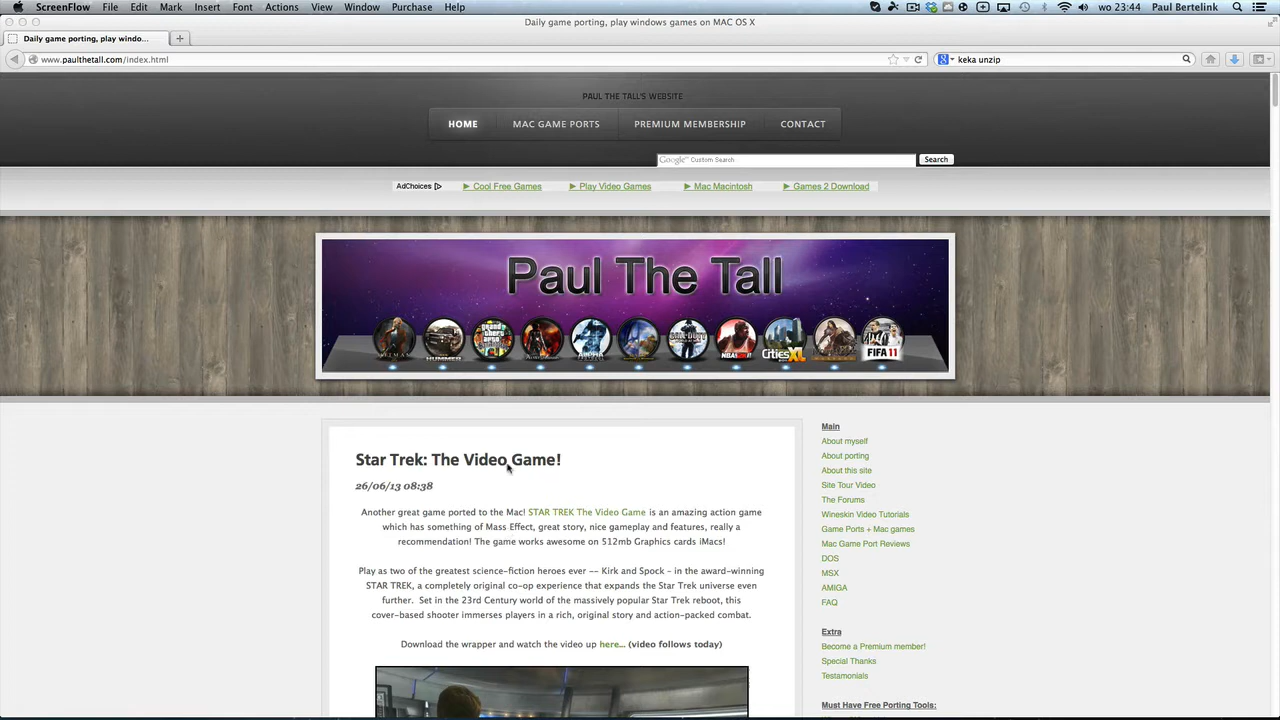 ScreenFlow File Edit Mark Insert Font Actions View Window Purchase Help wo 23:44 Paul Bertelink
Daily game porting, play windows games on MAC OS X
Daily game porting, play windo...
www.paulthetall.com/index.html
keka unzip
PAUL THE TALL'S WEBSITE
HOME MAC GAME PORTS PREMIUM MEMBERSHIP CONTACT
Google™ Custom Search Search
AdChoices Cool Free Games Play Video Games Mac Macintosh Games 2 Download
Paul The Tall
HITMAN HUMMER grand theft auto ALPHA CALL OF DUTY NBA 2K11 Cities XL FIFA 11
Star Trek: The Video Game!
26/06/13 08:38
Another great game ported to the Mac! STAR TREK The Video Game is an amazing action game
which has something of Mass Effect, great story, nice gameplay and features, really a
recommendation! The game works awesome on 512mb Graphics cards iMacs!
Play as two of the greatest science-fiction heroes ever -- Kirk and Spock - in the award-winning
STAR TREK, a completely original co-op experience that expands the Star Trek universe even
further. Set in the 23rd Century world of the massively popular Star Trek reboot, this
cover-based shooter immerses players in a rich, original story and action-packed combat.
Download the wrapper and watch the video up here... (video follows today)
Main
About myself
About porting
About this site
Site Tour Video
The Forums
Wineskin Video Tutorials
Game Ports + Mac games
Mac Game Port Reviews
DOS
MSX
AMIGA
FAQ
Extra
Become a Premium member!
Special Thanks
Testamonials
Must Have Free Porting Tools: